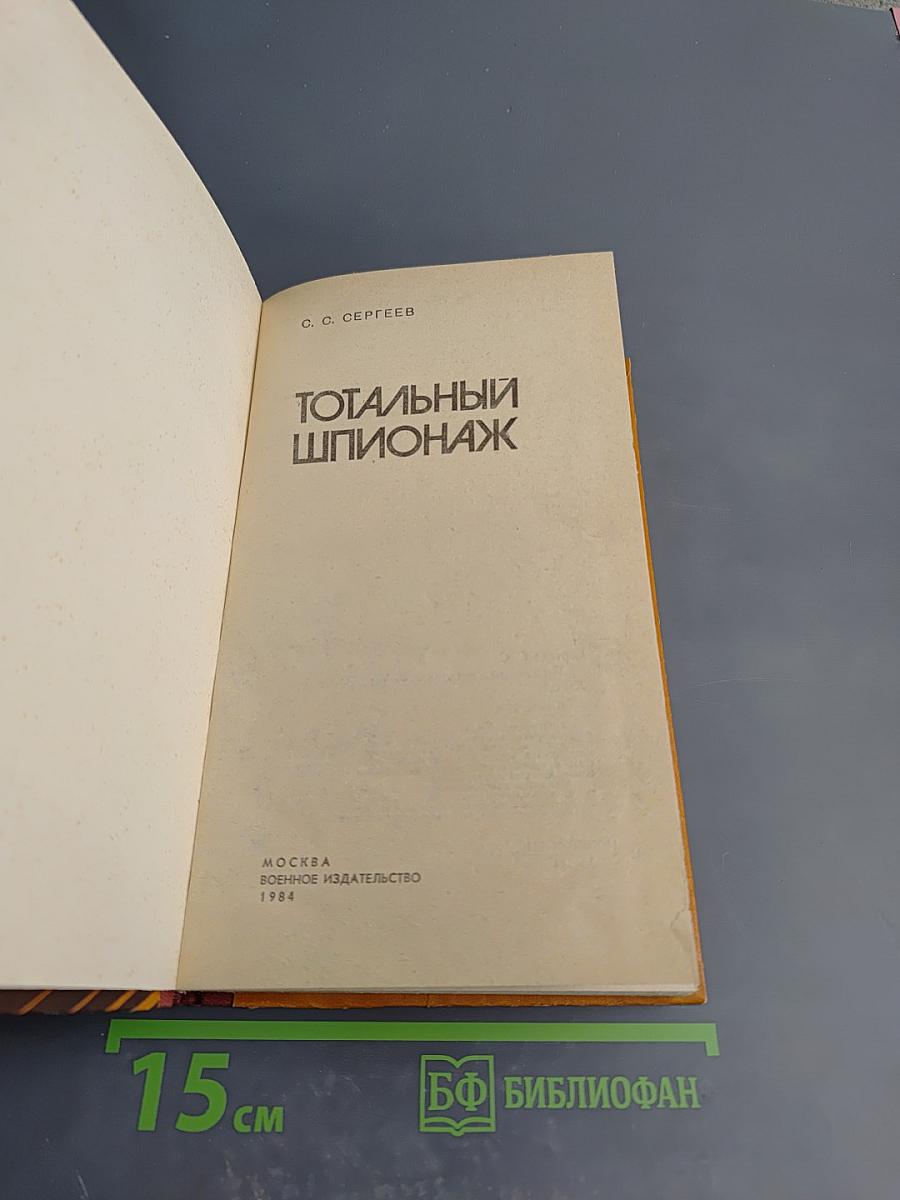 С. С. СЕРГЕЕВ
ТОТАЛЬНЫЙ
ШПИОНАЖ
МОСКВА
ВОЕННОЕ ИЗДАТЕЛЬСТВО
1984
15 СМ
БФ БИБЛИОФАН